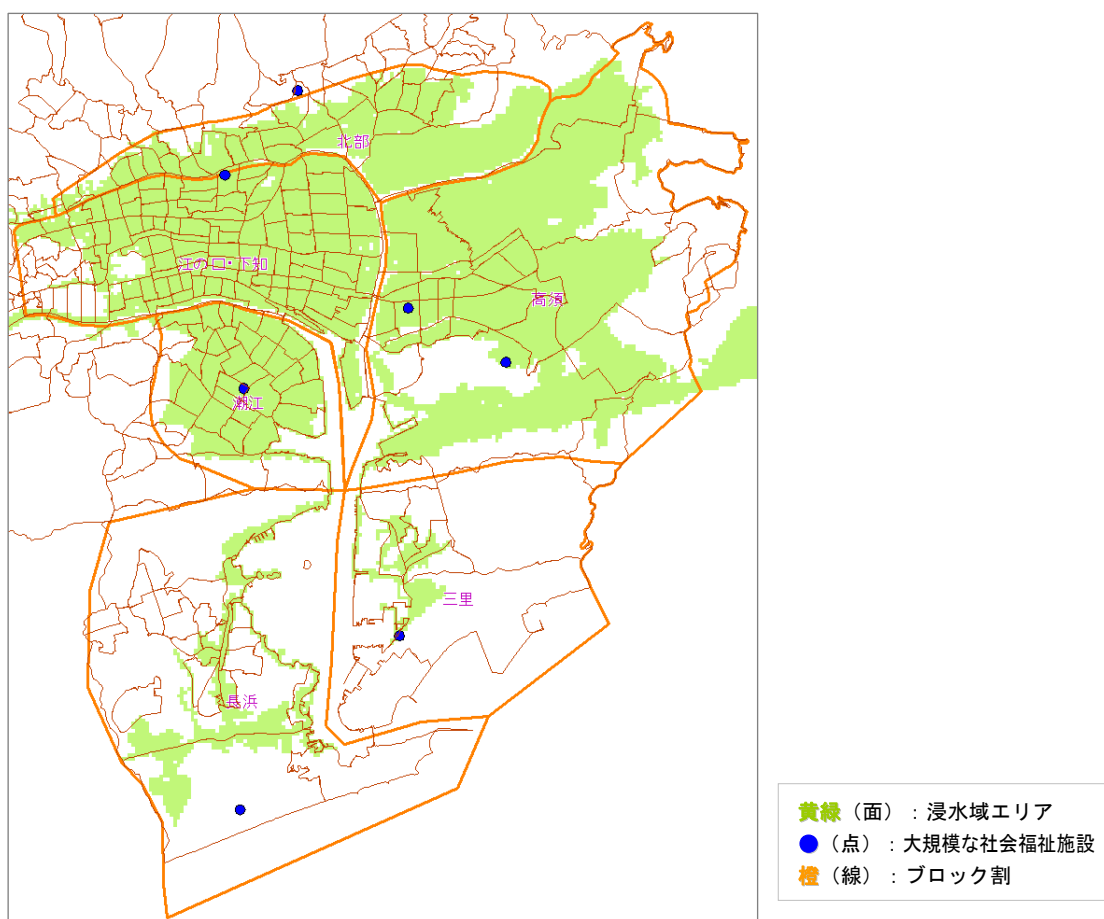 北部
江の口・下知
高須
潮江
三里
長浜
黄緑（面）：浸水域エリア
●（点）：大規模な社会福祉施設
橙（線）：ブロック割